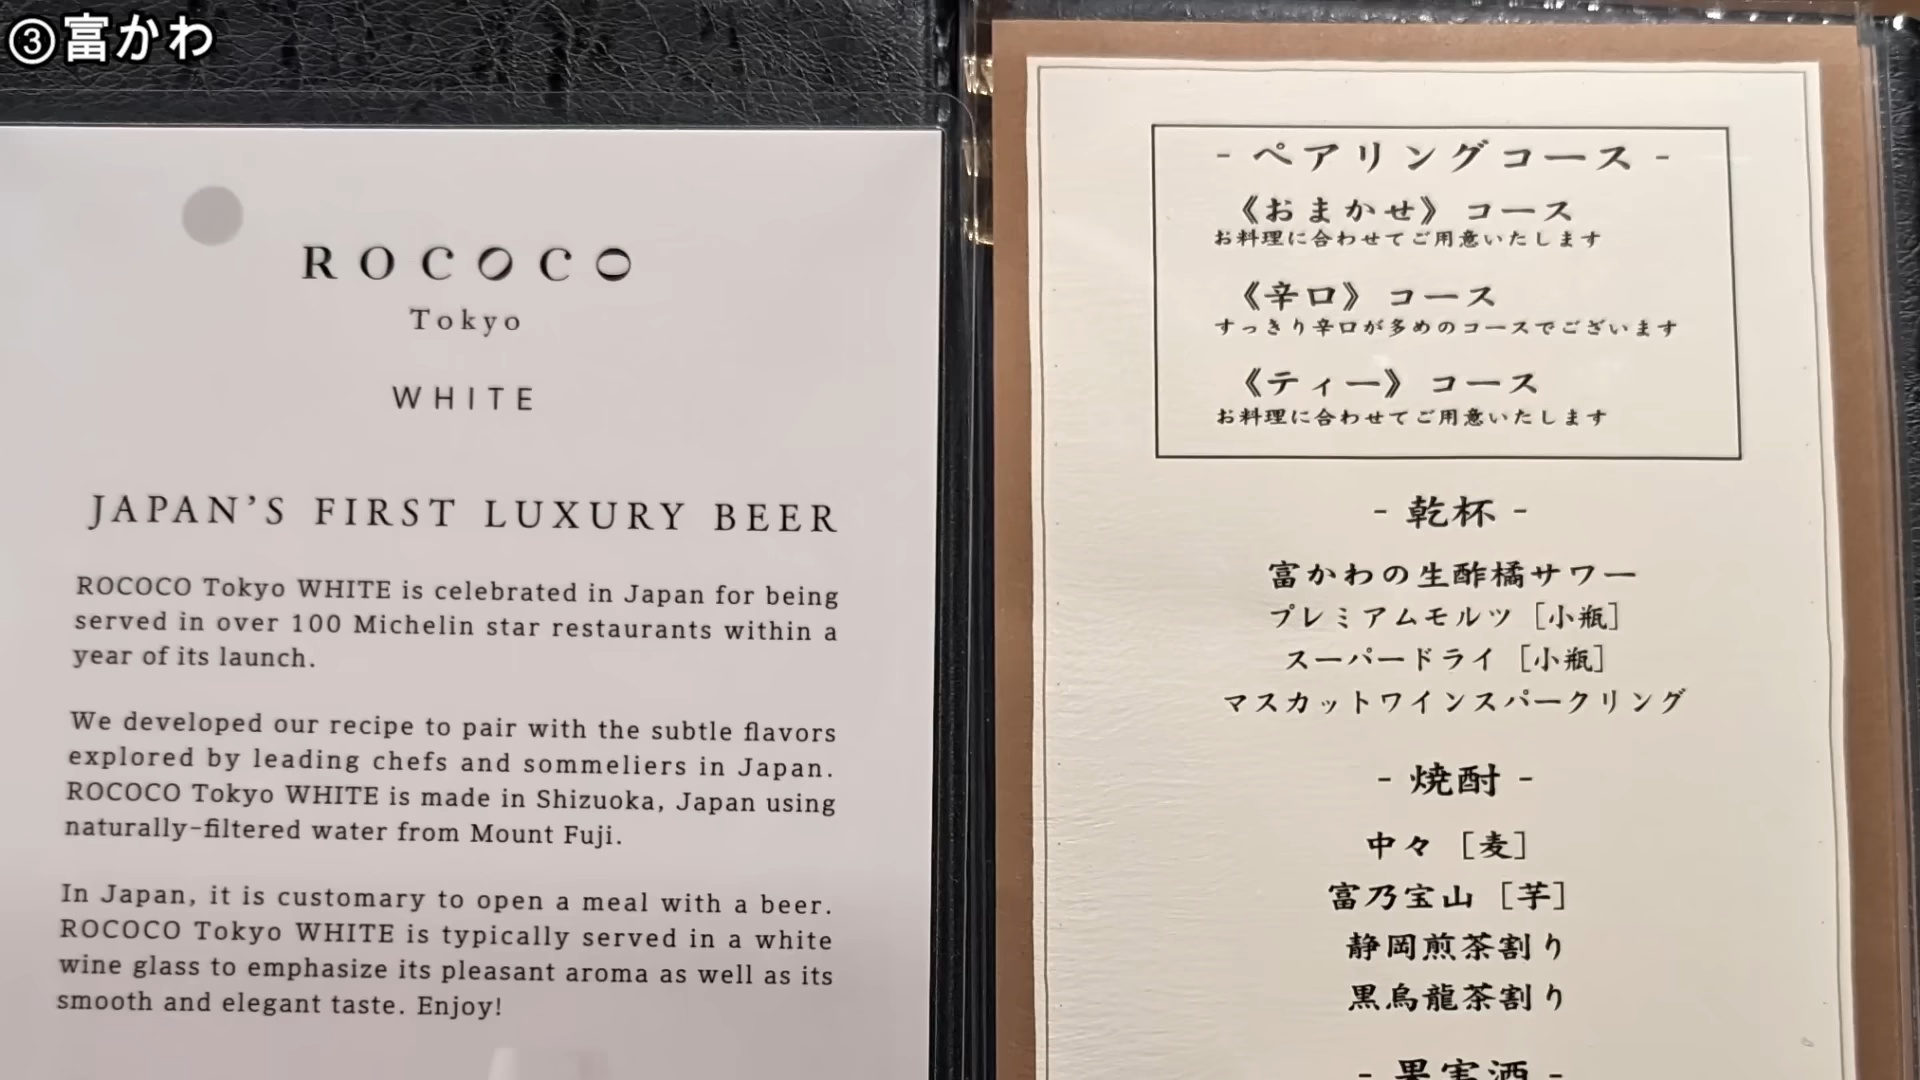 ③富かわ
ROCOCO
Tokyo
WHITE
JAPAN'S FIRST LUXURY BEER
ROCOCO Tokyo WHITE is celebrated in Japan for being
served in over 100 Michelin star restaurants within a
year of its launch.
We developed our recipe to pair with the subtle flavors
explored by leading chefs and sommeliers in Japan.
ROCOCO Tokyo WHITE is made in Shizuoka, Japan using
naturally-filtered water from Mount Fuji.
In Japan, it is customary to open a meal with a beer.
ROCOCO Tokyo WHITE is typically served in a white
wine glass to emphasize its pleasant aroma as well as its
smooth and elegant taste. Enjoy!
- ペアリングコース -
《おまかせ》 コース
お料理に合わせてご用意いたします
《辛口》 コース
すっきり辛口が多めのコースでございます
《ティー》 コース
お料理に合わせてご用意いたします
- 乾杯 -
富かわの生酢橘サワー
プレミアムモルツ [小瓶]
スーパードライ [小瓶]
マスカットワインスパークリング
- 焼酎 -
中々 [麦]
富乃宝山 [芋]
静岡煎茶割り
黒烏龍茶割り
- 果実酒 -